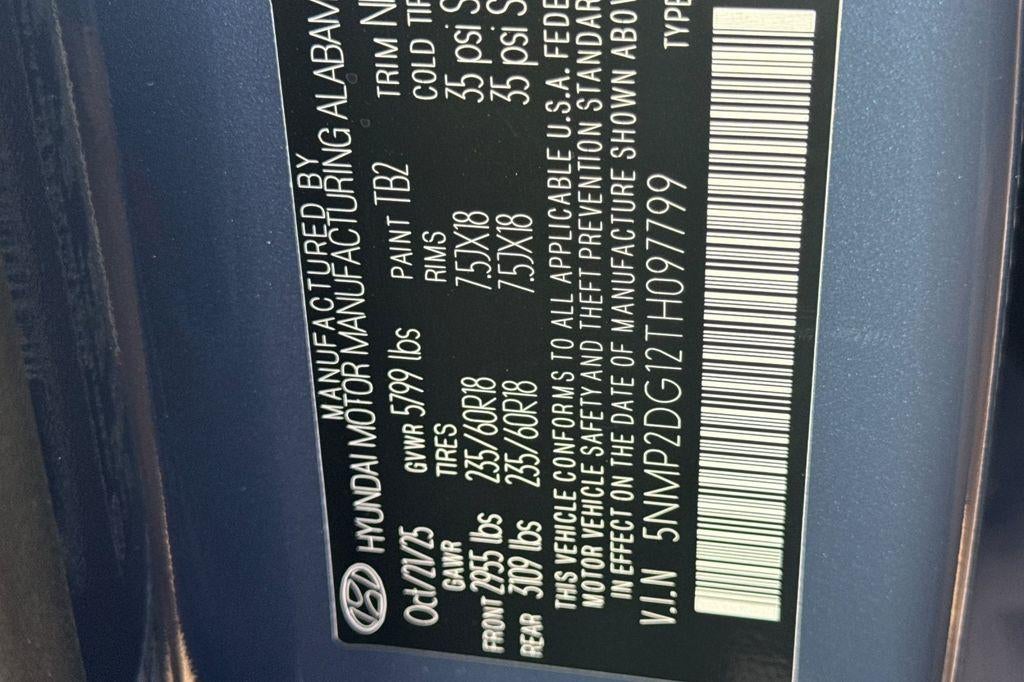 MANUFACTURED BY
HYUNDAI MOTOR MANUFACTURING ALABAM
Oct/21/25 GVWR 5799 lbs PAINT TB2 TRIM
GAWR TIRES RIMS COLD
FRONT 2955 lbs 235/60R18 7.5JX18 35 psi
REAR 3109 lbs 235/60R18 7.5JX18 35 psi
THIS VEHICLE CONFORMS TO ALL APPLICABLE U.S.A. FEDE
MOTOR VEHICLE SAFETY AND THEFT PREVENTION STANDAR
IN EFFECT ON THE DATE OF MANUFACTURE SHOWN ABOV
V.I.N 5NMP2DG12TH097799 TYPE